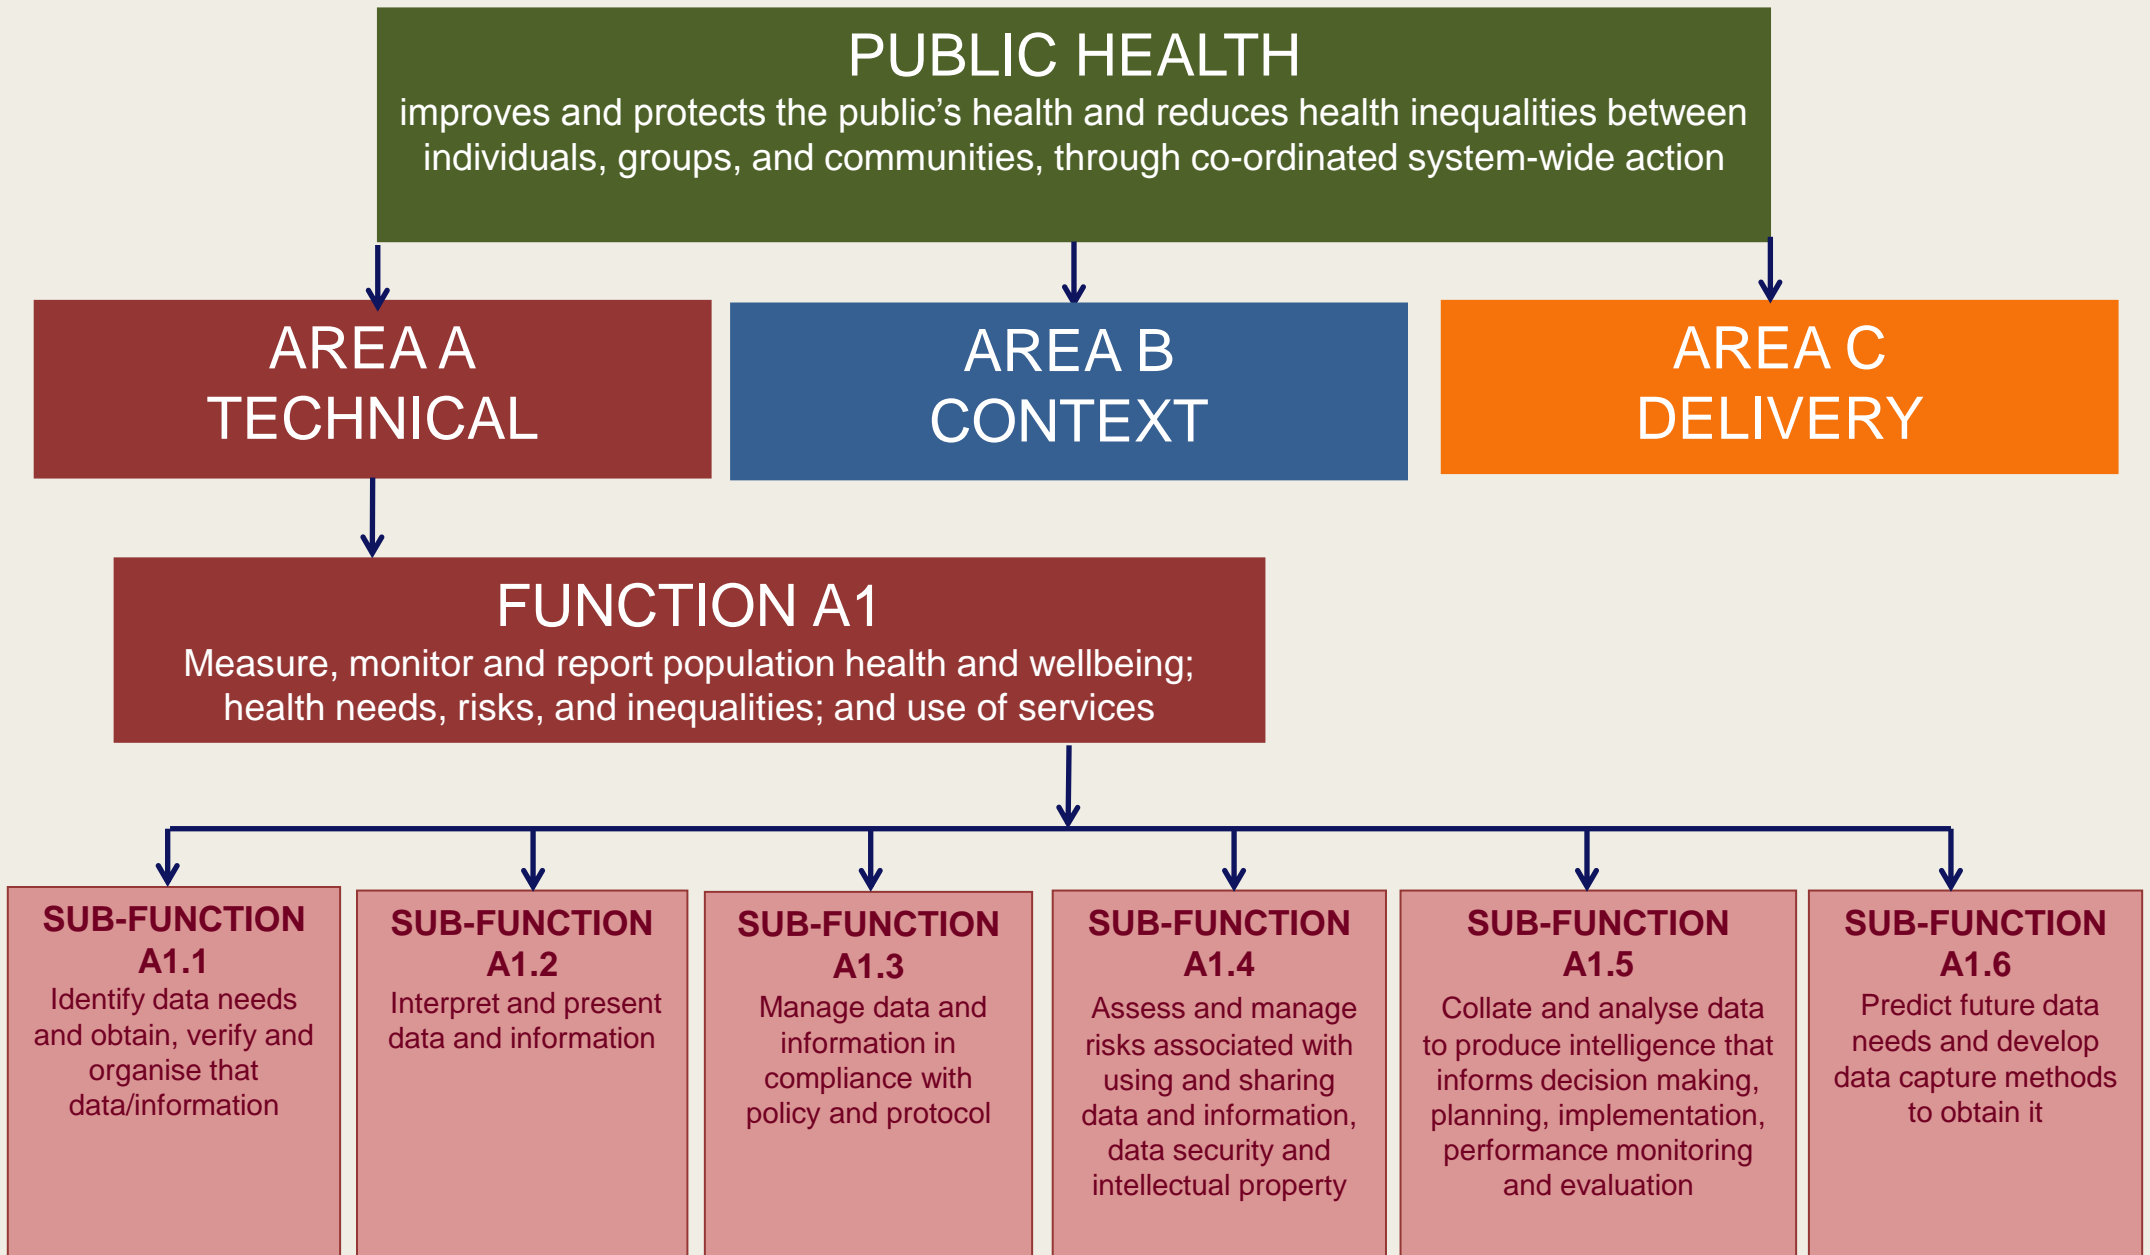 PUBLIC HEALTH
improves and protects the public’s health and reduces health inequalities between
individuals, groups, and communities, through co-ordinated system-wide action
AREA A
TECHNICAL
AREA B
CONTEXT
AREA C
DELIVERY
FUNCTION A1
Measure, monitor and report population health and wellbeing;
health needs, risks, and inequalities; and use of services
SUB-FUNCTION
A1.1
Identify data needs
and obtain, verify and
organise that
data/information
SUB-FUNCTION
A1.2
Interpret and present
data and information
SUB-FUNCTION
A1.3
Manage data and
information in
compliance with
policy and protocol
SUB-FUNCTION
A1.4
Assess and manage
risks associated with
using and sharing
data and information,
data security and
intellectual property
SUB-FUNCTION
A1.5
Collate and analyse data
to produce intelligence that
informs decision making,
planning, implementation,
performance monitoring
and evaluation
SUB-FUNCTION
A1.6
Predict future data
needs and develop
data capture methods
to obtain it